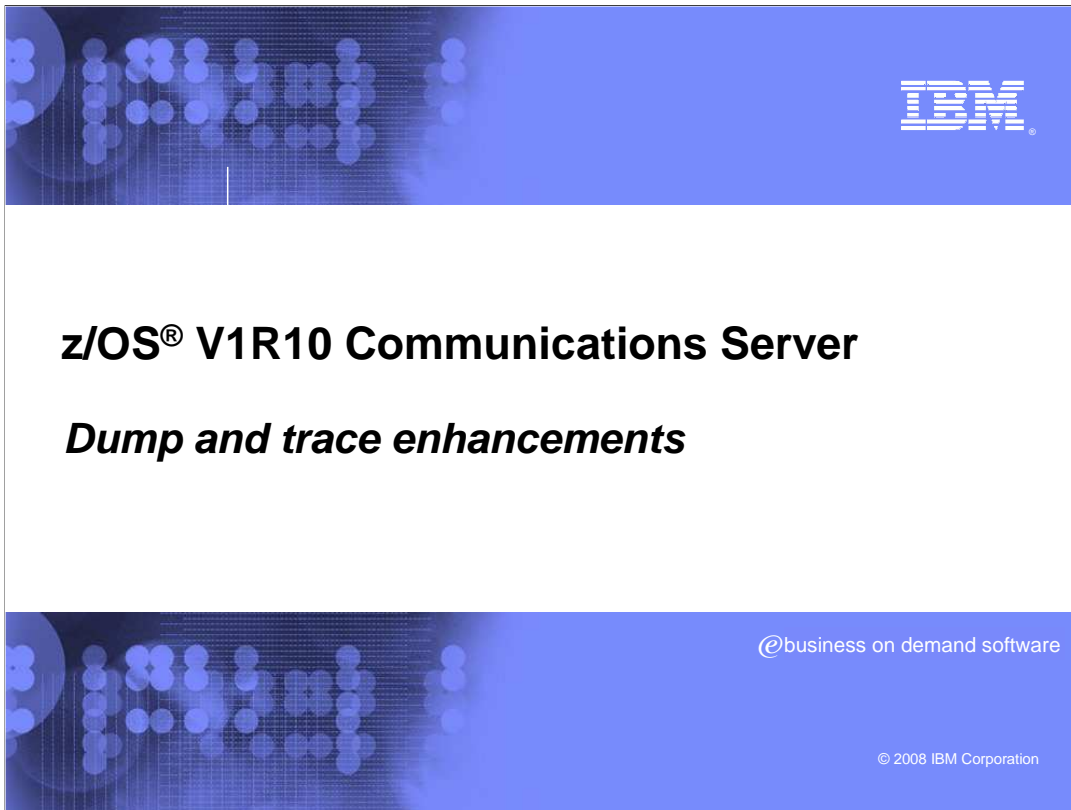 IBM®
z/OS® V1R10 Communications Server
Dump and trace enhancements
@business on demand software
© 2008 IBM Corporation